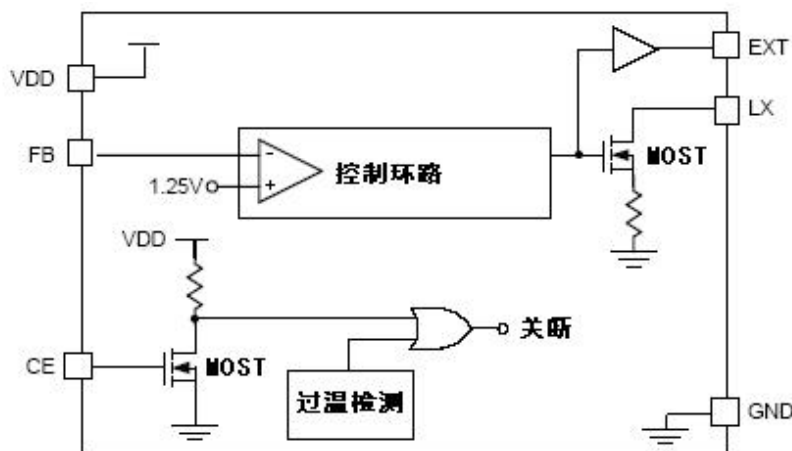 EXT
VDD
LX
FB
-
MOST
控制环路
1.25V
+
VDD
关断
CE
MOST
过温检测
GND